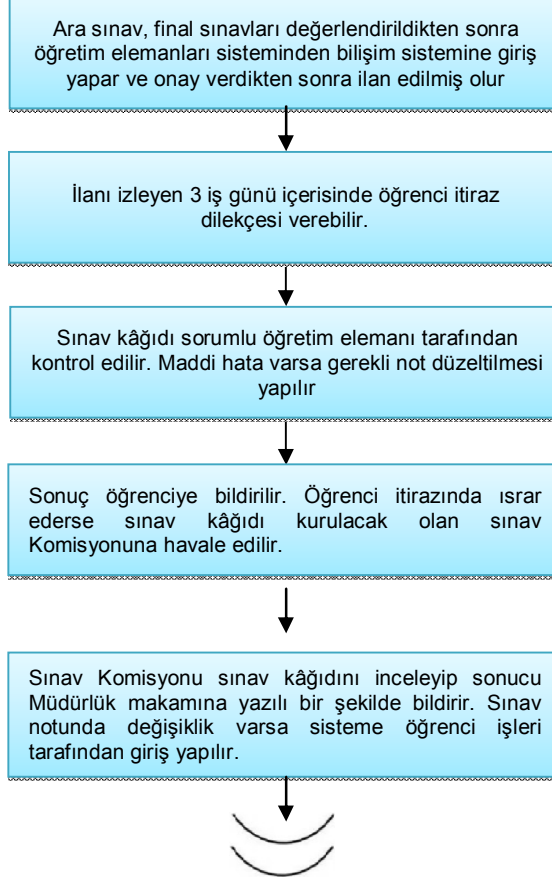 Ara sınav, final sınavları değerlendirildikten sonra
öğretim elemanları sisteminden bilişim sistemine giriş
yapar ve onay verdikten sonra ilan edilmiş olur
İlanı izleyen 3 iş günü içerisinde öğrenci itiraz
dilekçesi verebilir.
Sınav kâğıdı sorumlu öğretim elemanı tarafından
kontrol edilir. Maddi hata varsa gerekli not düzeltilmesi
yapılır
Sonuç öğrenciye bildirilir. Öğrenci itirazında ısrar
ederse sınav kâğıdı kurulacak olan sınav
Komisyonuna havale edilir.
Sınav Komisyonu sınav kâğıdını inceleyip sonucu
Müdürlük makamına yazılı bir şekilde bildirir. Sınav
notunda değişiklik varsa sisteme öğrenci işleri
tarafından giriş yapılır.